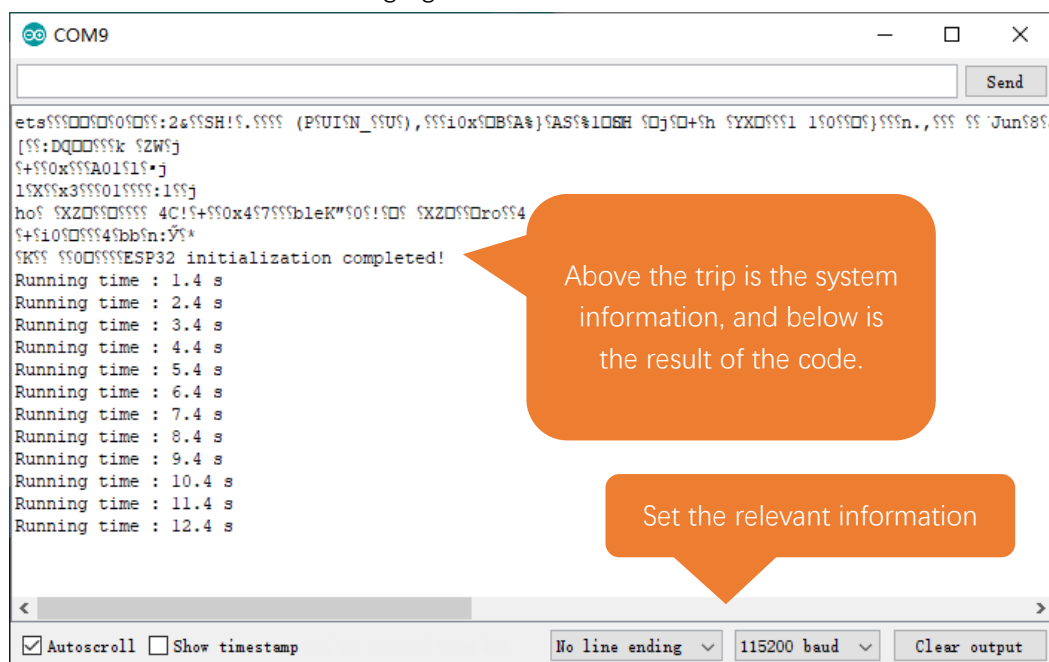 COM9
Send
ESP32 initialization completed!
Running time : 1.4 s
Running time : 2.4 s
Running time : 3.4 s
Running time : 4.4 s
Running time : 5.4 s
Running time : 6.4 s
Running time : 7.4 s
Running time : 8.4 s
Running time : 9.4 s
Running time : 10.4 s
Running time : 11.4 s
Running time : 12.4 s
Above the trip is the system
information, and below is
the result of the code.
Set the relevant information
Autoscroll Show timestamp No line ending 115200 baud Clear output